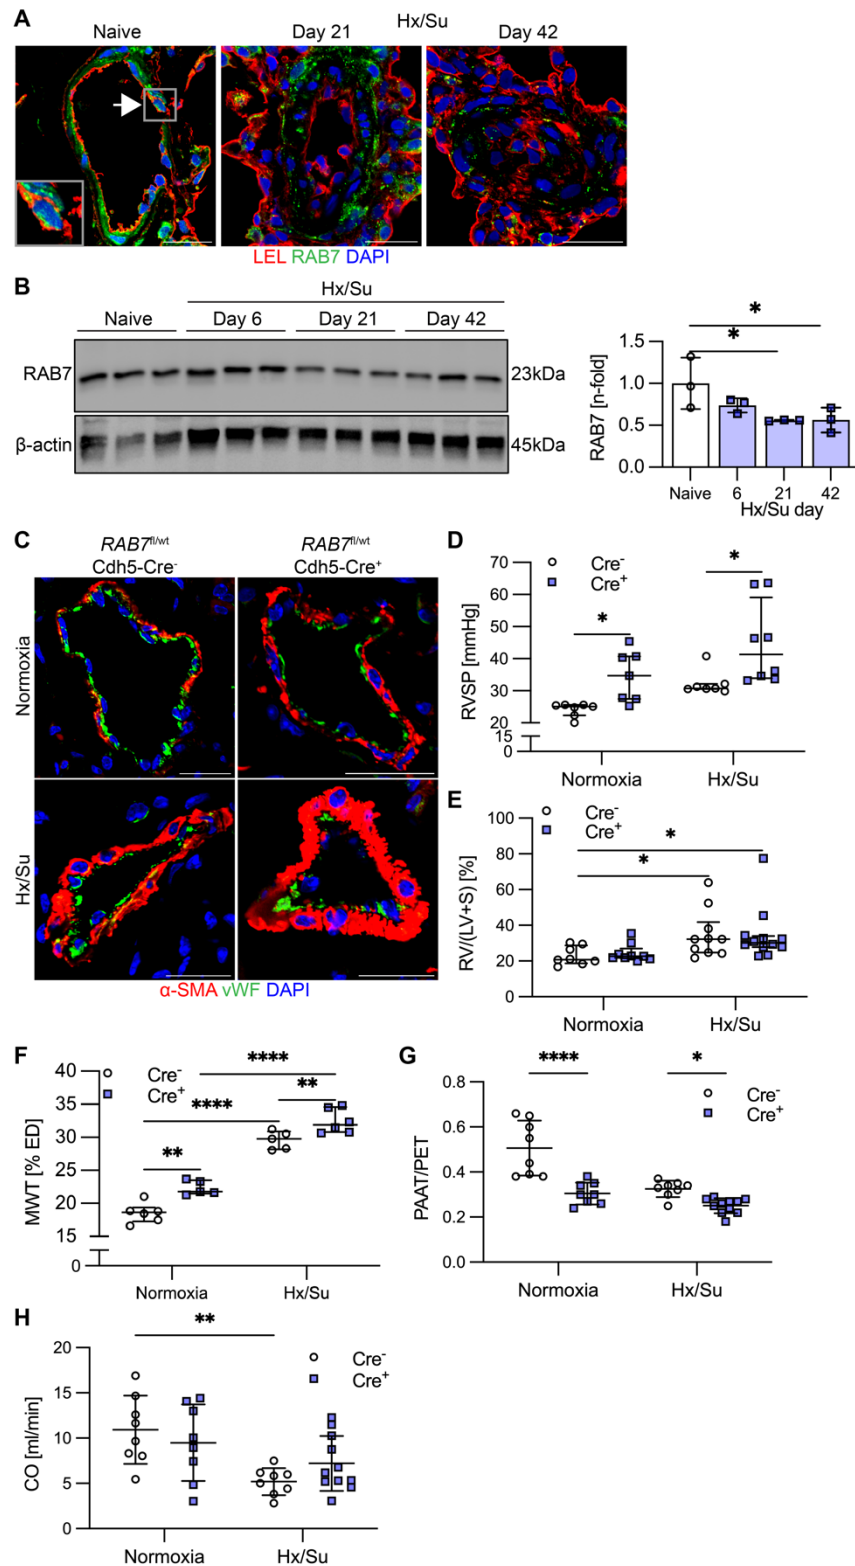 A
Hx/Su
Naive
Day 21
Day 42
LEL RAB7 DAPI
B
Hx/Su
Naive
Day 6
Day 21
Day 42
RAB7
23kDa
β-actin
45kDa
RAB7 [n-fold]
1.5
1.0
0.5
0.0
*
*
Naive
6
21
42
Hx/Su day
C
RAB7fl/wt
Cdh5-Cre-
RAB7fl/wt
Cdh5-Cre+
Normoxia
Hx/Su
α-SMA vWF DAPI
D
RVSP [mmHg]
70
60
50
40
30
20
15
0
Cre-
Cre+
*
*
Normoxia
Hx/Su
E
RV/(LV+S) [%]
100
80
60
40
20
0
Cre-
Cre+
*
*
Normoxia
Hx/Su
F
MWT [% ED]
40
35
30
25
20
15
0
Cre-
Cre+
****
****
**
**
Normoxia
Hx/Su
G
PAAT/PET
0.8
0.6
0.4
0.2
0.0
****
*
Cre-
Cre+
Normoxia
Hx/Su
H
CO [ml/min]
20
15
10
5
0
**
Cre-
Cre+
Normoxia
Hx/Su